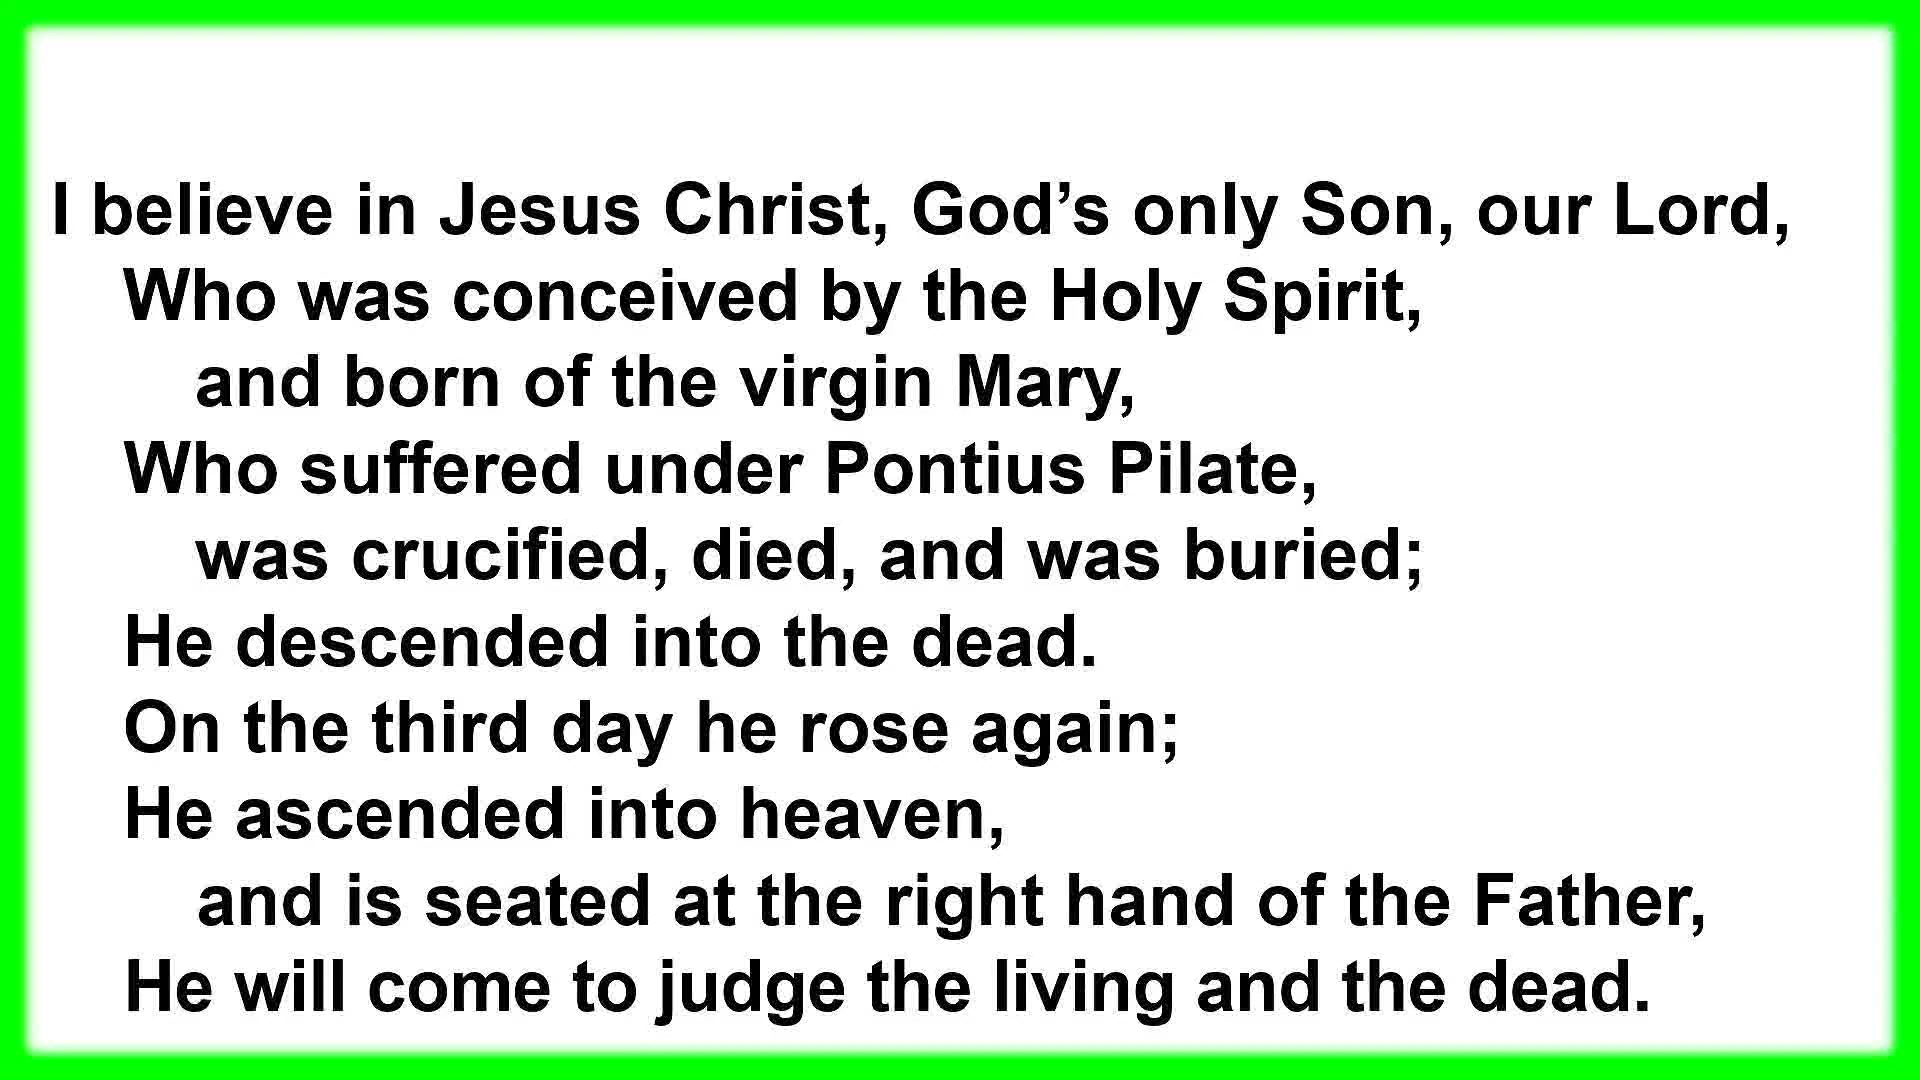 I believe in Jesus Christ, God’s only Son, our Lord,
Who was conceived by the Holy Spirit,
and born of the virgin Mary,
Who suffered under Pontius Pilate,
was crucified, died, and was buried;
He descended into the dead.
On the third day he rose again;
He ascended into heaven,
and is seated at the right hand of the Father,
He will come to judge the living and the dead.